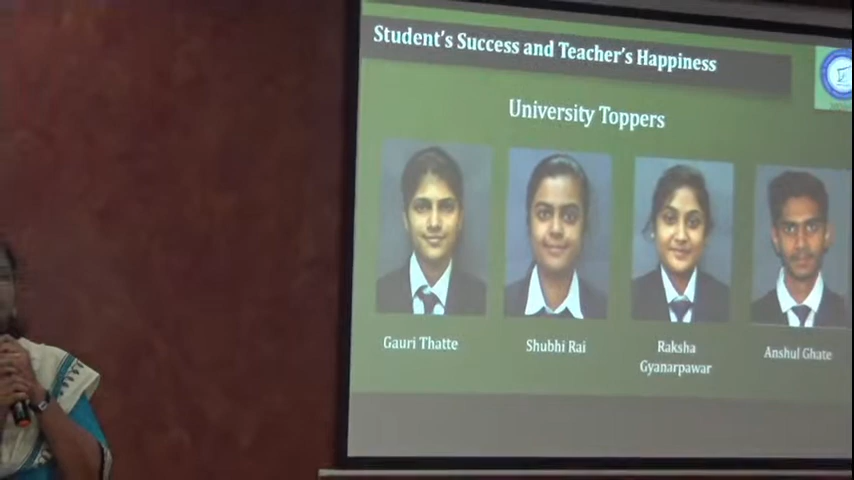 Student's Success and Teacher's Happiness
University Toppers
Gauri Thatte
Shubhi Rai
Raksha
Gyanarpawar
Anshul Ghate